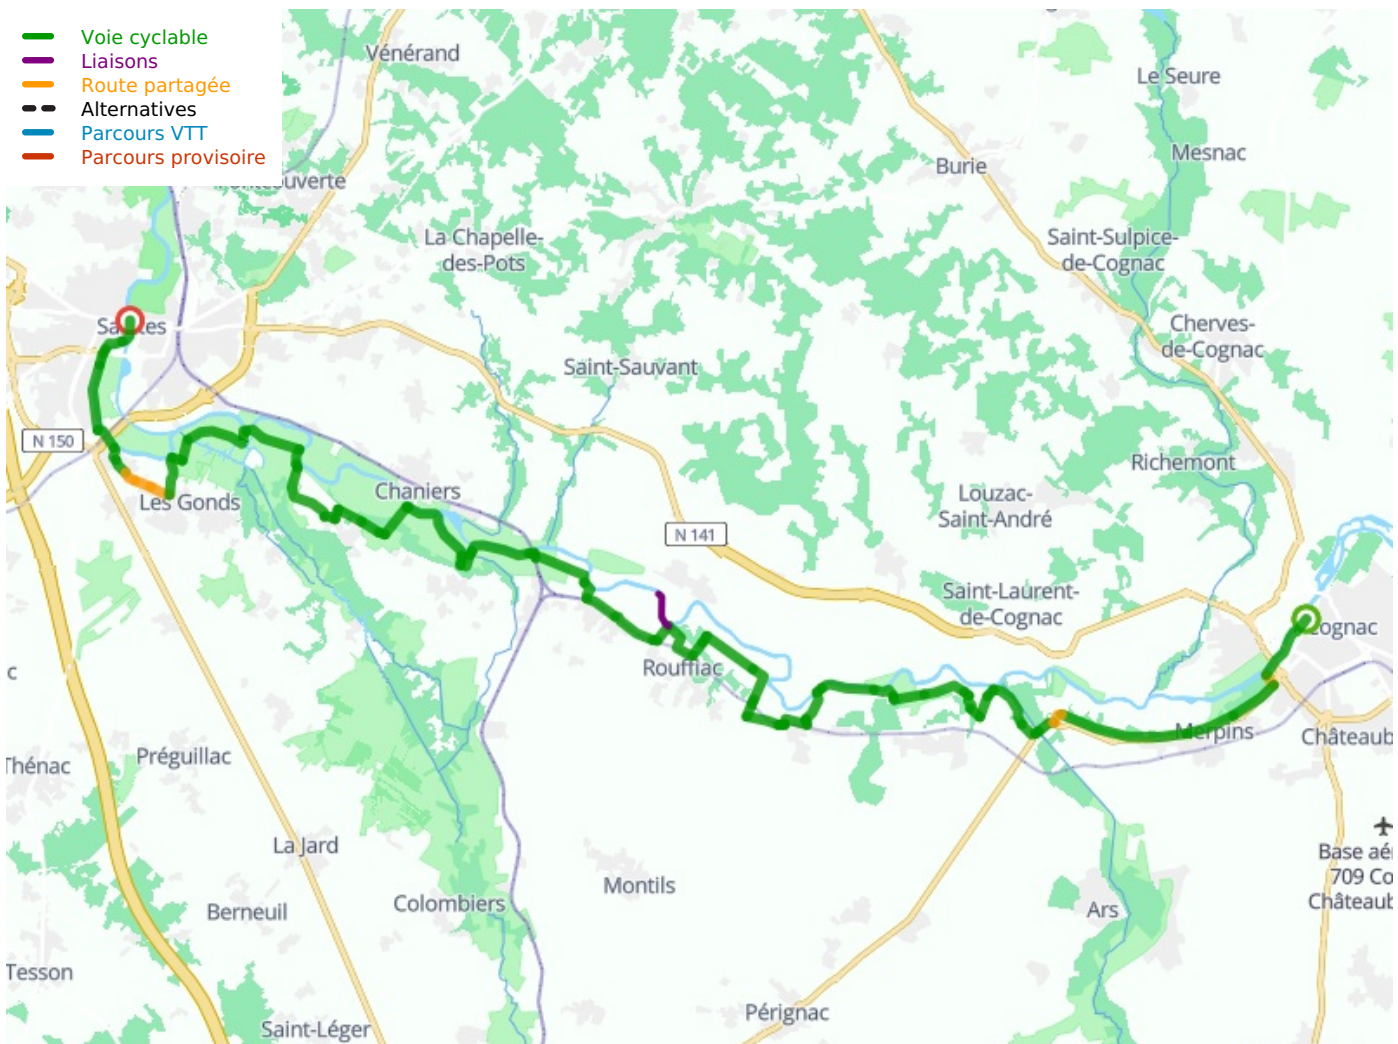 Voie cyclable
Liaisons
Route partagée
Alternatives
Parcours VTT
Parcours provisoire
Vénérand
Le Seure
Mesnac
Burie
La Chapelle-
des-Pots
Saint-Sulpice-
de-Cognac
Cherves-
de-Cognac
Saint-Sauvant
N 150
Les Gonds
Chaniers
Richemont
Louzac-
Saint-André
N 141
Saint-Laurent-
de-Cognac
Rouffiac
Merpins
Châteaub
Thénac
Préguillac
La Jard
Montils
Base aér
709 Co
Châteaub
Berneuil
Colombiers
Ars
Tesson
Saint-Léger
Pérignac